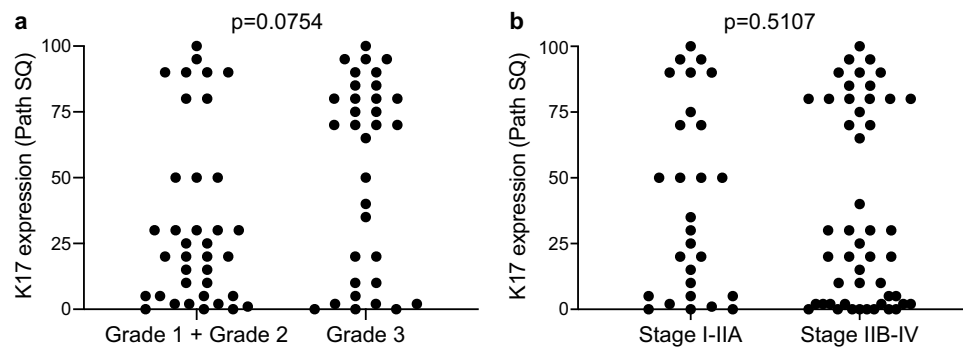 a
p=0.0754
K17 expression (Path SQ)
100
75
50
25
0
Grade 1 + Grade 2
Grade 3
b
p=0.5107
K17 expression (Path SQ)
100
75
50
25
0
Stage I-IIA
Stage IIB-IV